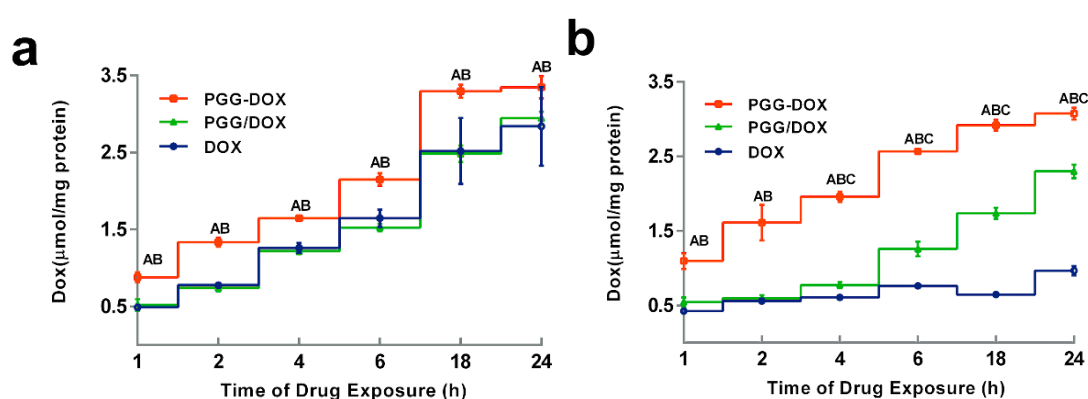 a
Dox(μmol/mg protein)
3.5
2.5
1.5
0.5
PGG-DOX
PGG/DOX
DOX
AB
AB
AB
AB
AB
AB
1 2 4 6 18 24
Time of Drug Exposure (h)
b
Dox(μmol/mg protein)
3.5
2.5
1.5
0.5
PGG-DOX
PGG/DOX
DOX
AB
AB
ABC
ABC
ABC
ABC
1 2 4 6 18 24
Time of Drug Exposure (h)